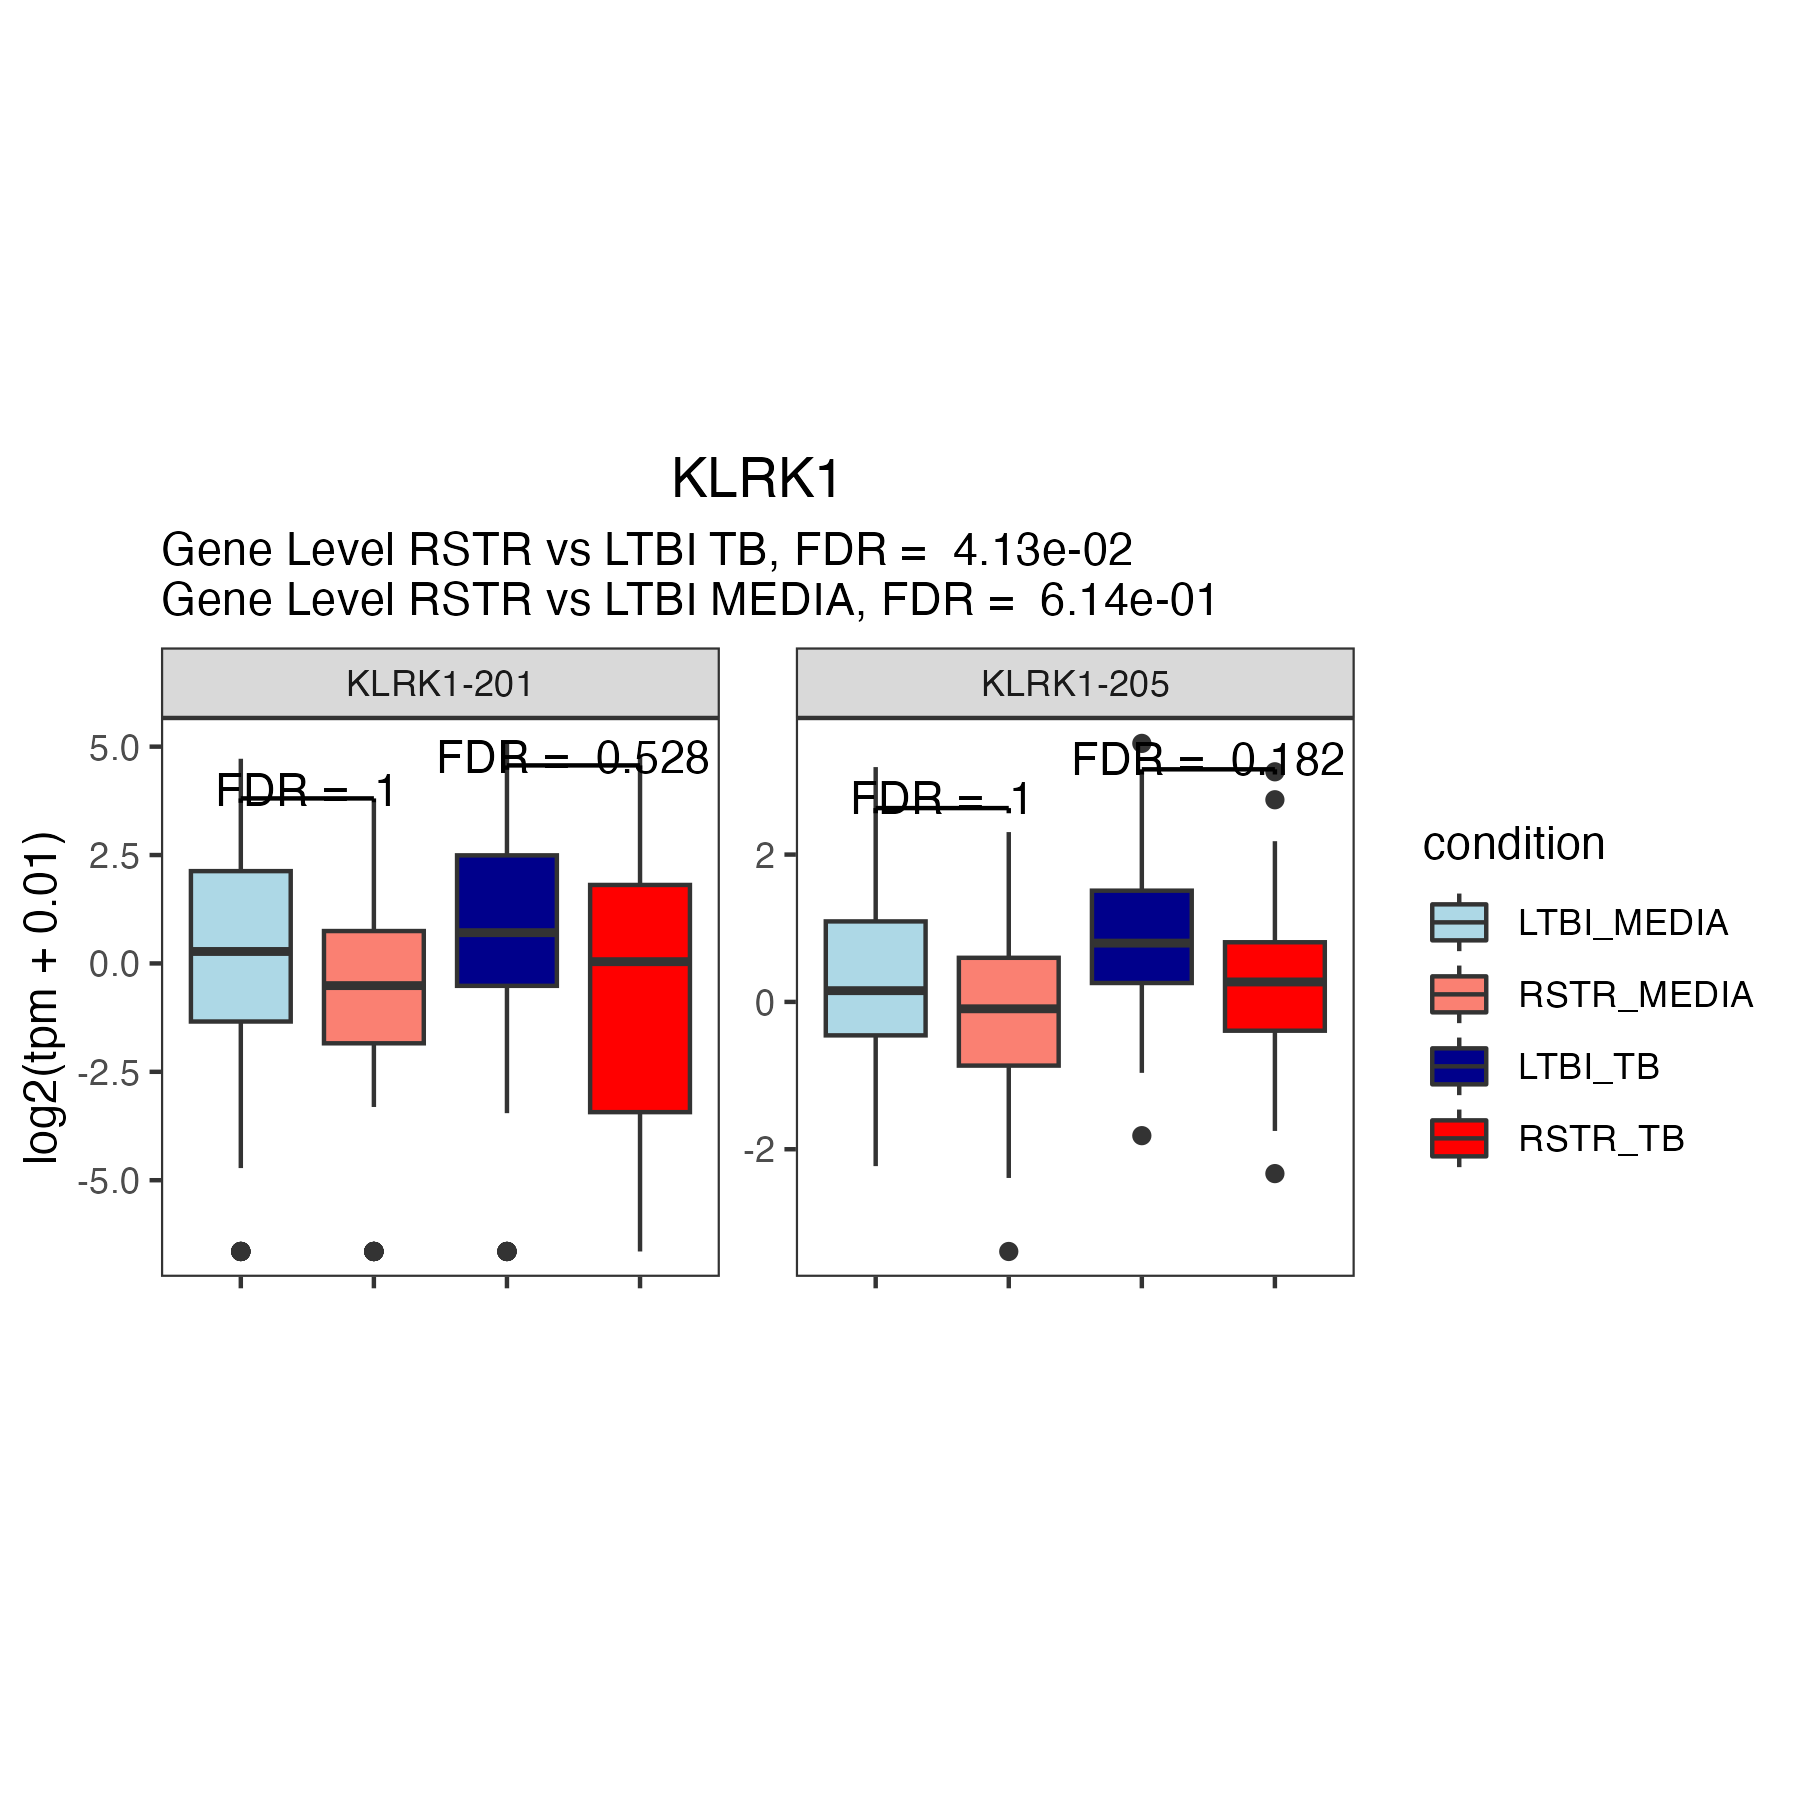 KLRK1
Gene Level RSTR vs LTBI TB, FDR =  4.13e-02
Gene Level RSTR vs LTBI MEDIA, FDR =  6.14e-01
KLRK1-201
KLRK1-205
log2(tpm + 0.01)
5.0
2.5
0.0
-2.5
-5.0
FDR =  1
FDR =  0.528
2
0
-2
FDR =  1
FDR =  0.182
condition
LTBI_MEDIA
RSTR_MEDIA
LTBI_TB
RSTR_TB